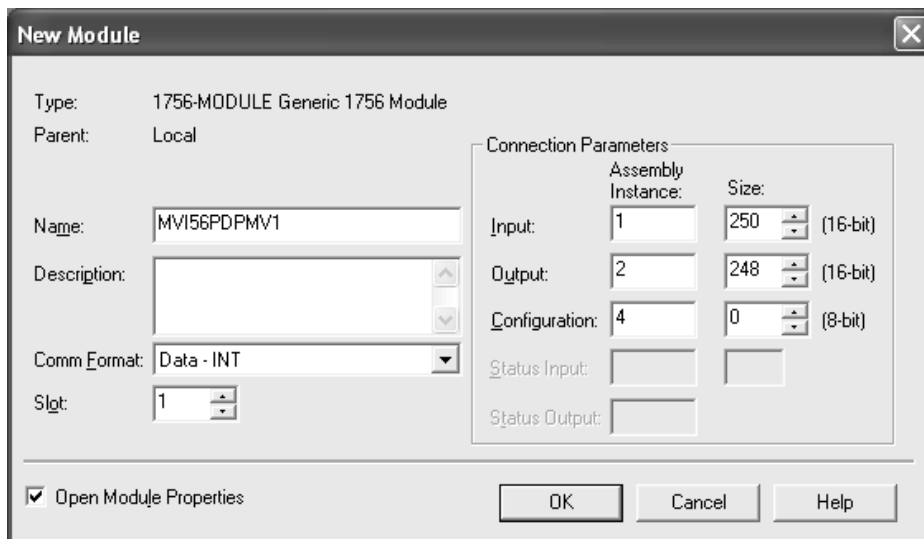 New Module
Type: 1756-MODULE Generic 1756 Module
Parent: Local
Name: MVI56PDPMV1
Description:
Comm Format: Data - INT
Slot: 1
Connection Parameters
Assembly Instance: Size:
Input: 1 250 (16-bit)
Output: 2 248 (16-bit)
Configuration: 4 0 (8-bit)
Status Input:
Status Output:
Open Module Properties
OK Cancel Help